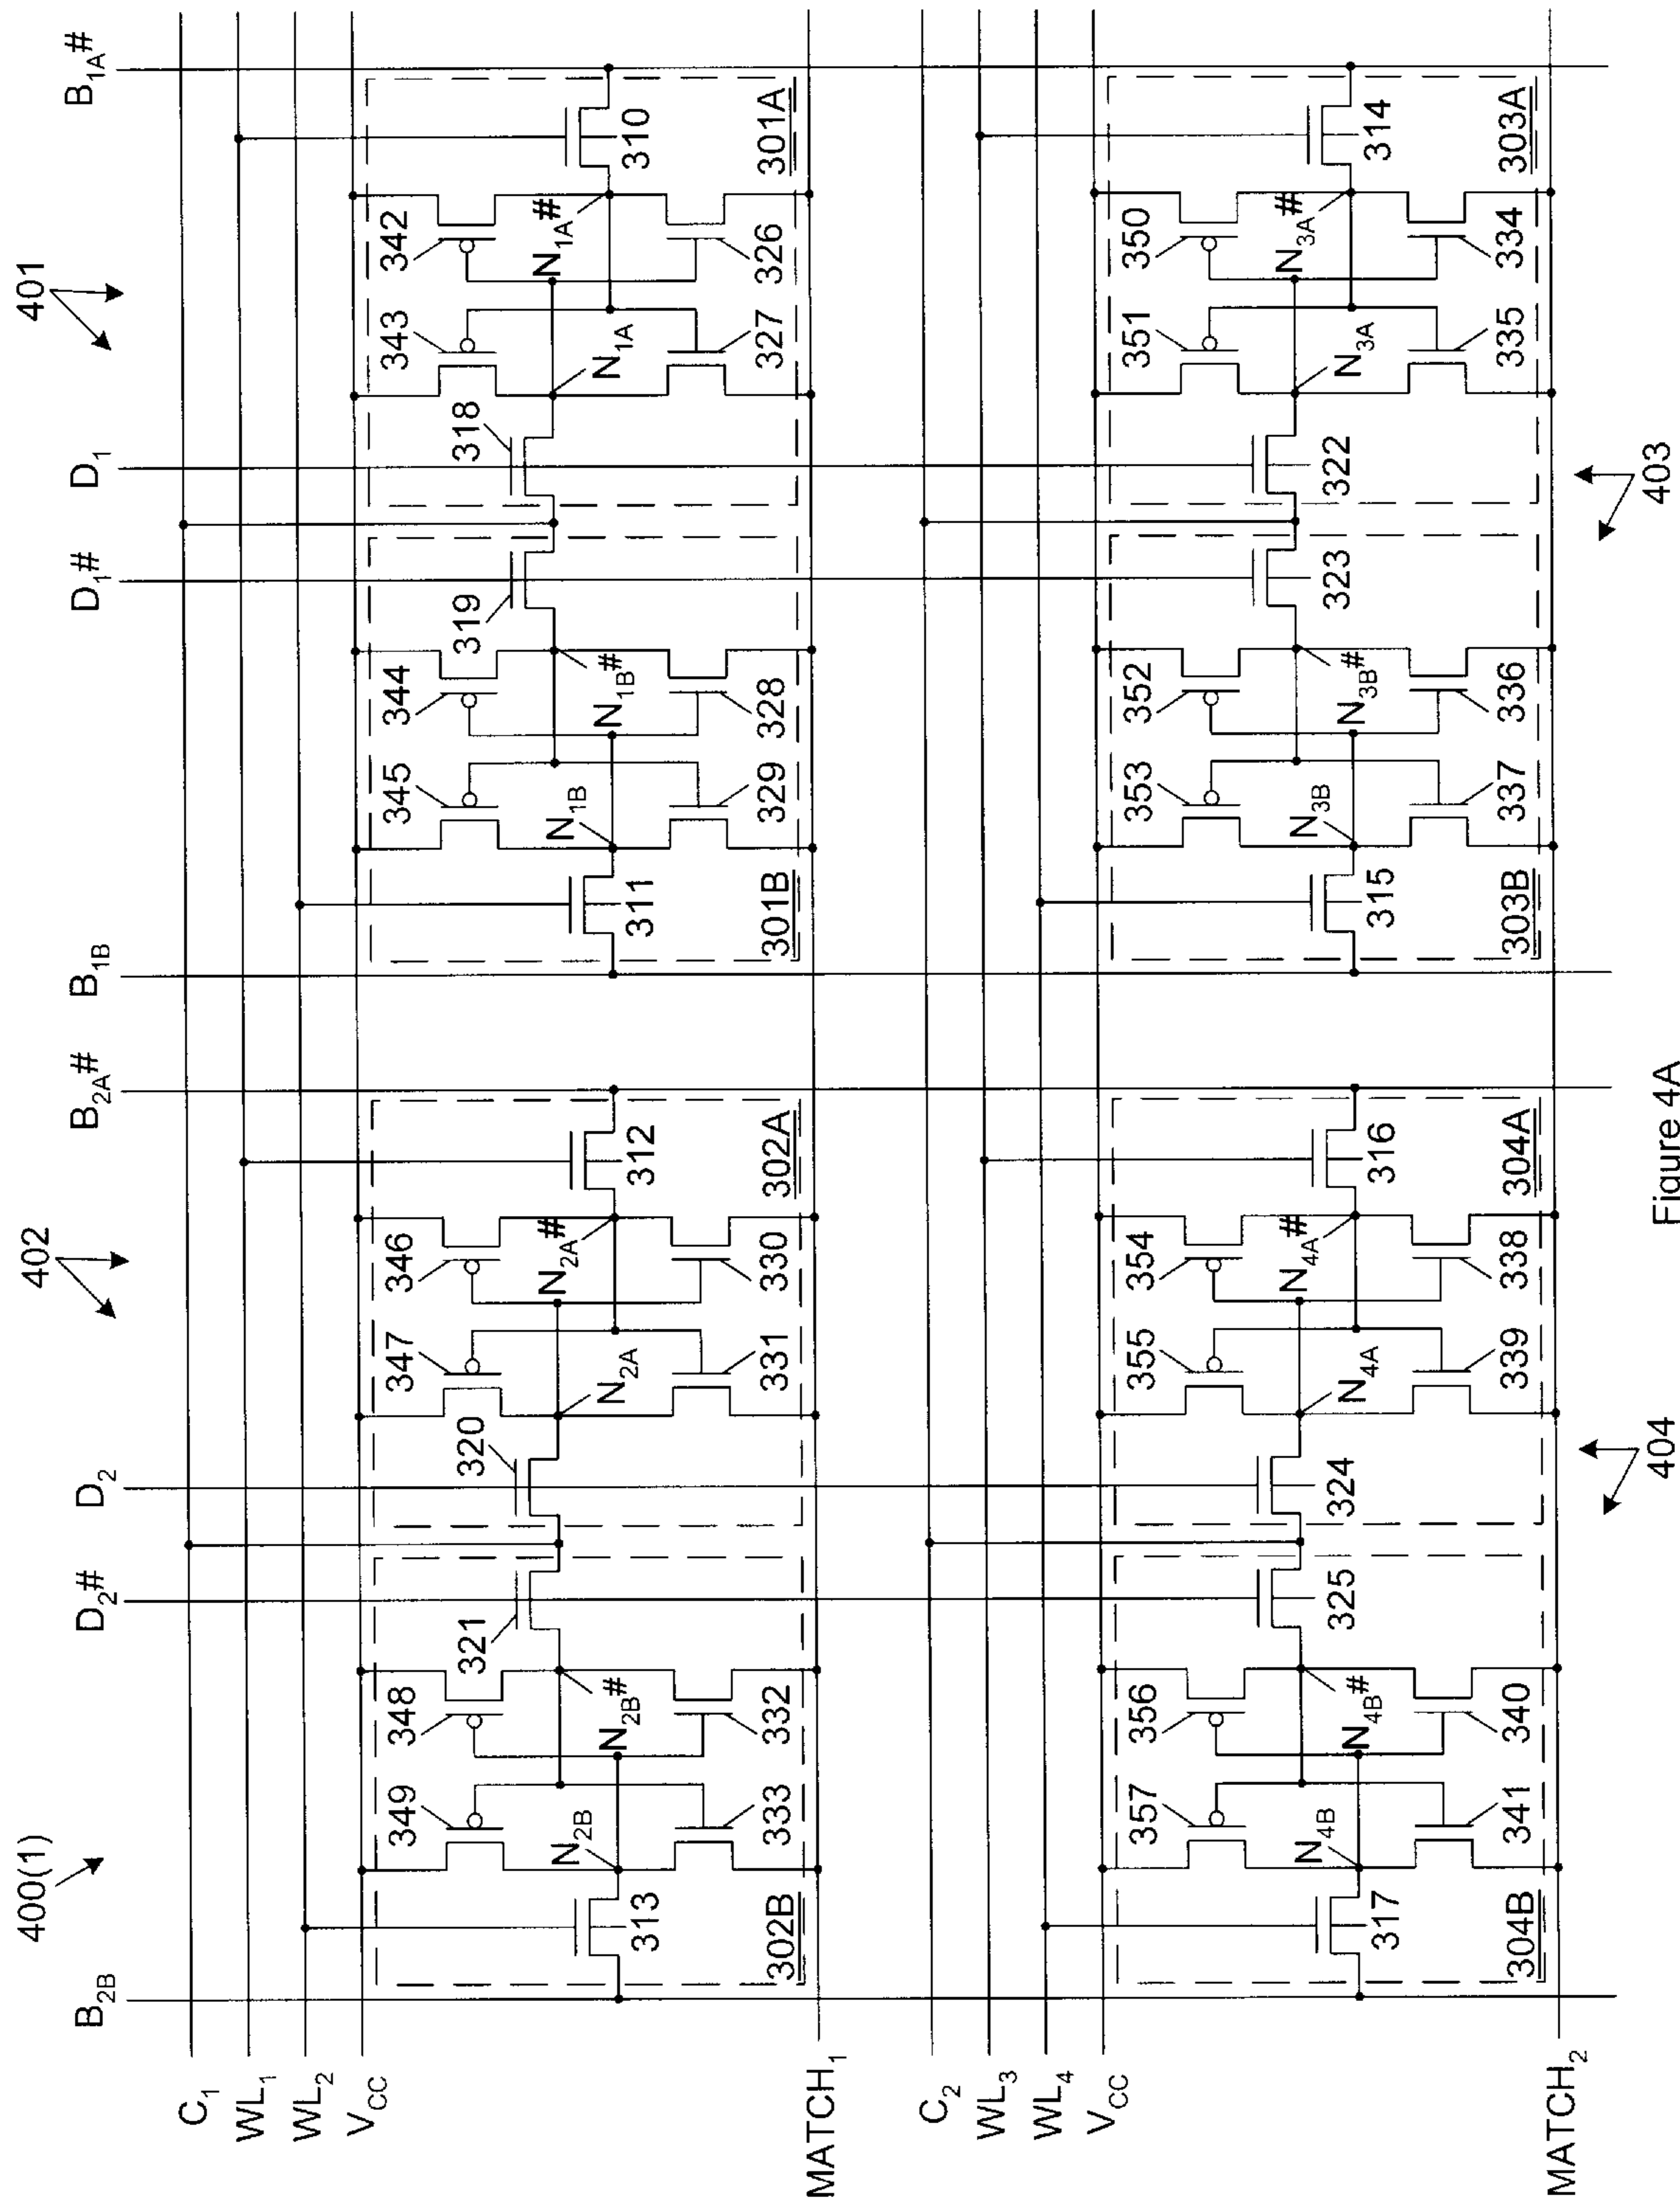 400(1)
402
401
B₂B D₂# D₂ B₂A# B₁B D₁# D₁ B₁A#
C₁
WL₁
WL₂
V_CC
349 348 347 346 345 344 343 342
321 320 319 318
N₂B N₂B# N₂A N₂A# N₁B N₁B# N₁A N₁A#
313 312 311 310
333 332 331 330 329 328 327 326
302B 302A 301B 301A
MATCH₁
C₂
WL₃
WL₄
V_CC
357 356 355 354 353 352 351 350
N₄B N₄B# N₄A N₄A# N₃B N₃B# N₃A N₃A#
317 325 324 316 315 323 322 314
341 340 339 338 337 336 335 334
304B 304A 303B 303A
MATCH₂
404
403
Figure 4A